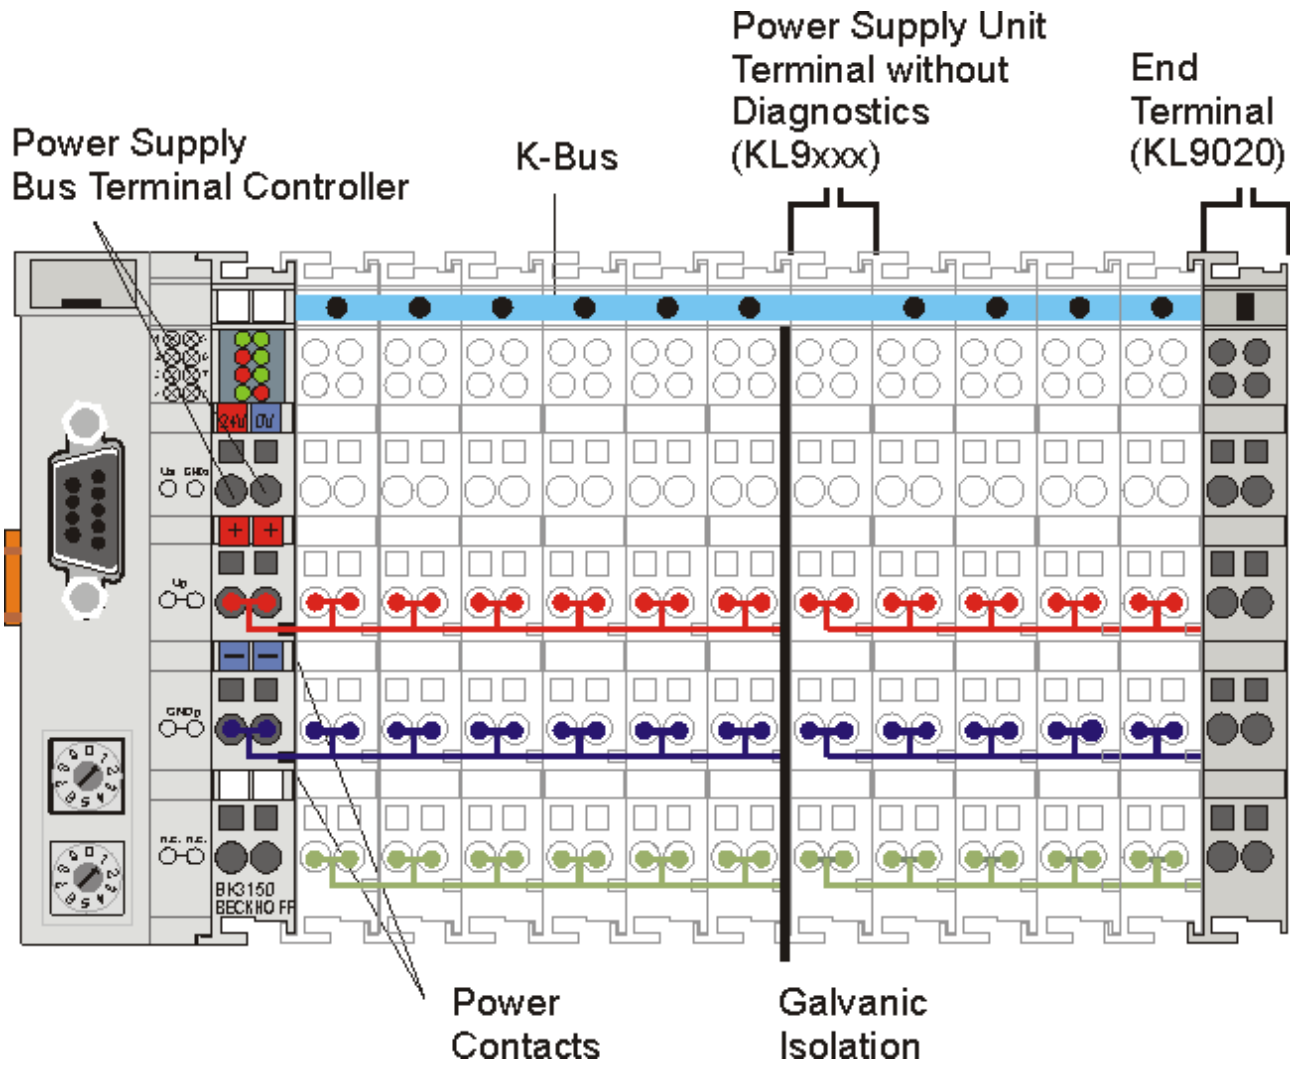 Power Supply Unit
Terminal without
Diagnostics
(KL9xxx)
End
Terminal
(KL9020)
Power Supply
Bus Terminal Controller
K-Bus
24V 0V
Us GNDs
+ +
Up
− −
GNDp
n.c. n.c.
BK3150
BECKHOFF
Power
Contacts
Galvanic
Isolation